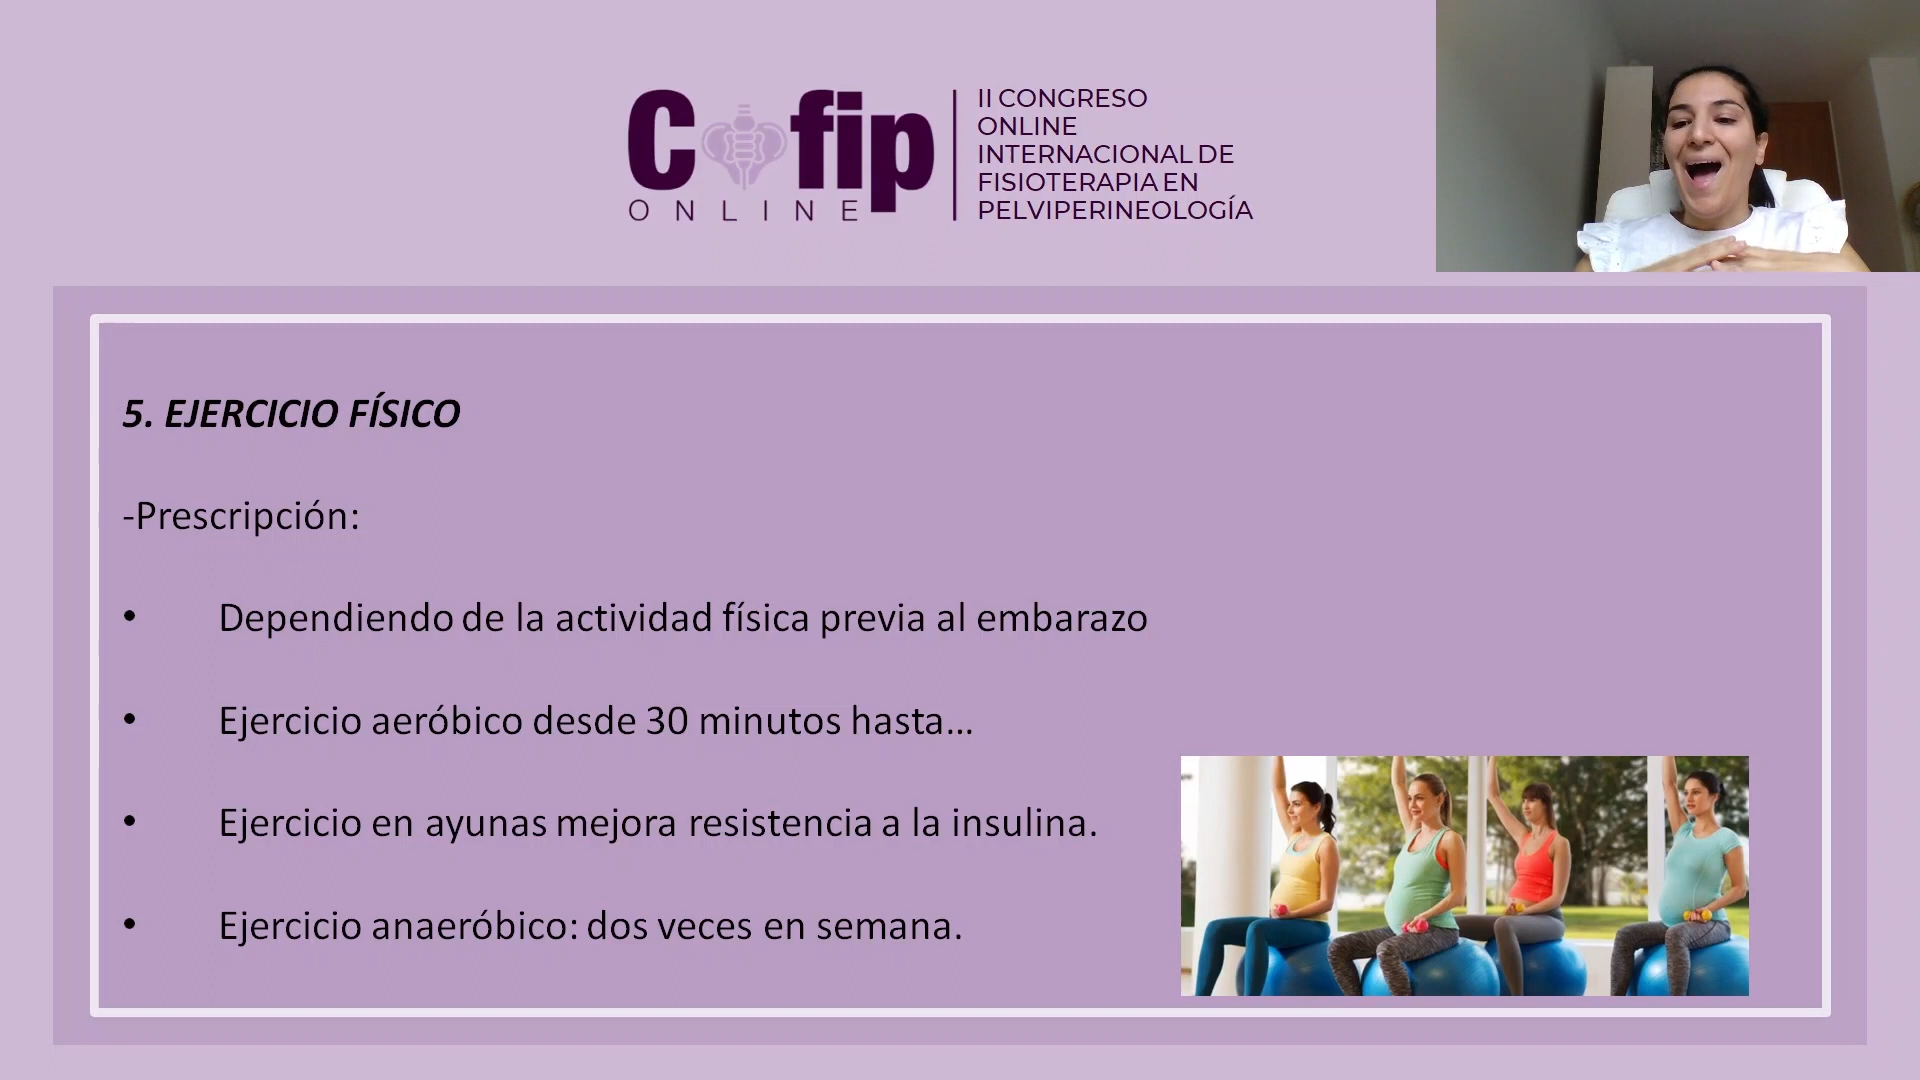 Cofip
ONLINE
II CONGRESO
ONLINE
INTERNACIONAL DE
FISIOTERAPIA EN
PELVIPERINEOLOGÍA
5. EJERCICIO FÍSICO
-Prescripción:
• Dependiendo de la actividad física previa al embarazo
• Ejercicio aeróbico desde 30 minutos hasta...
• Ejercicio en ayunas mejora resistencia a la insulina.
• Ejercicio anaeróbico: dos veces en semana.